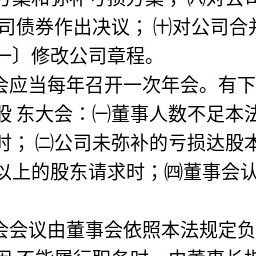 司债券作出决议；㈩对公司合并
一〕修改公司章程。
会应当每年召开一次年会。有下
股 东大会：㈠董事人数不足本法
时；㈡公司未弥补的亏损达股本
以上的股东请求时；㈣董事会认
会会议由董事会依照本法规定负